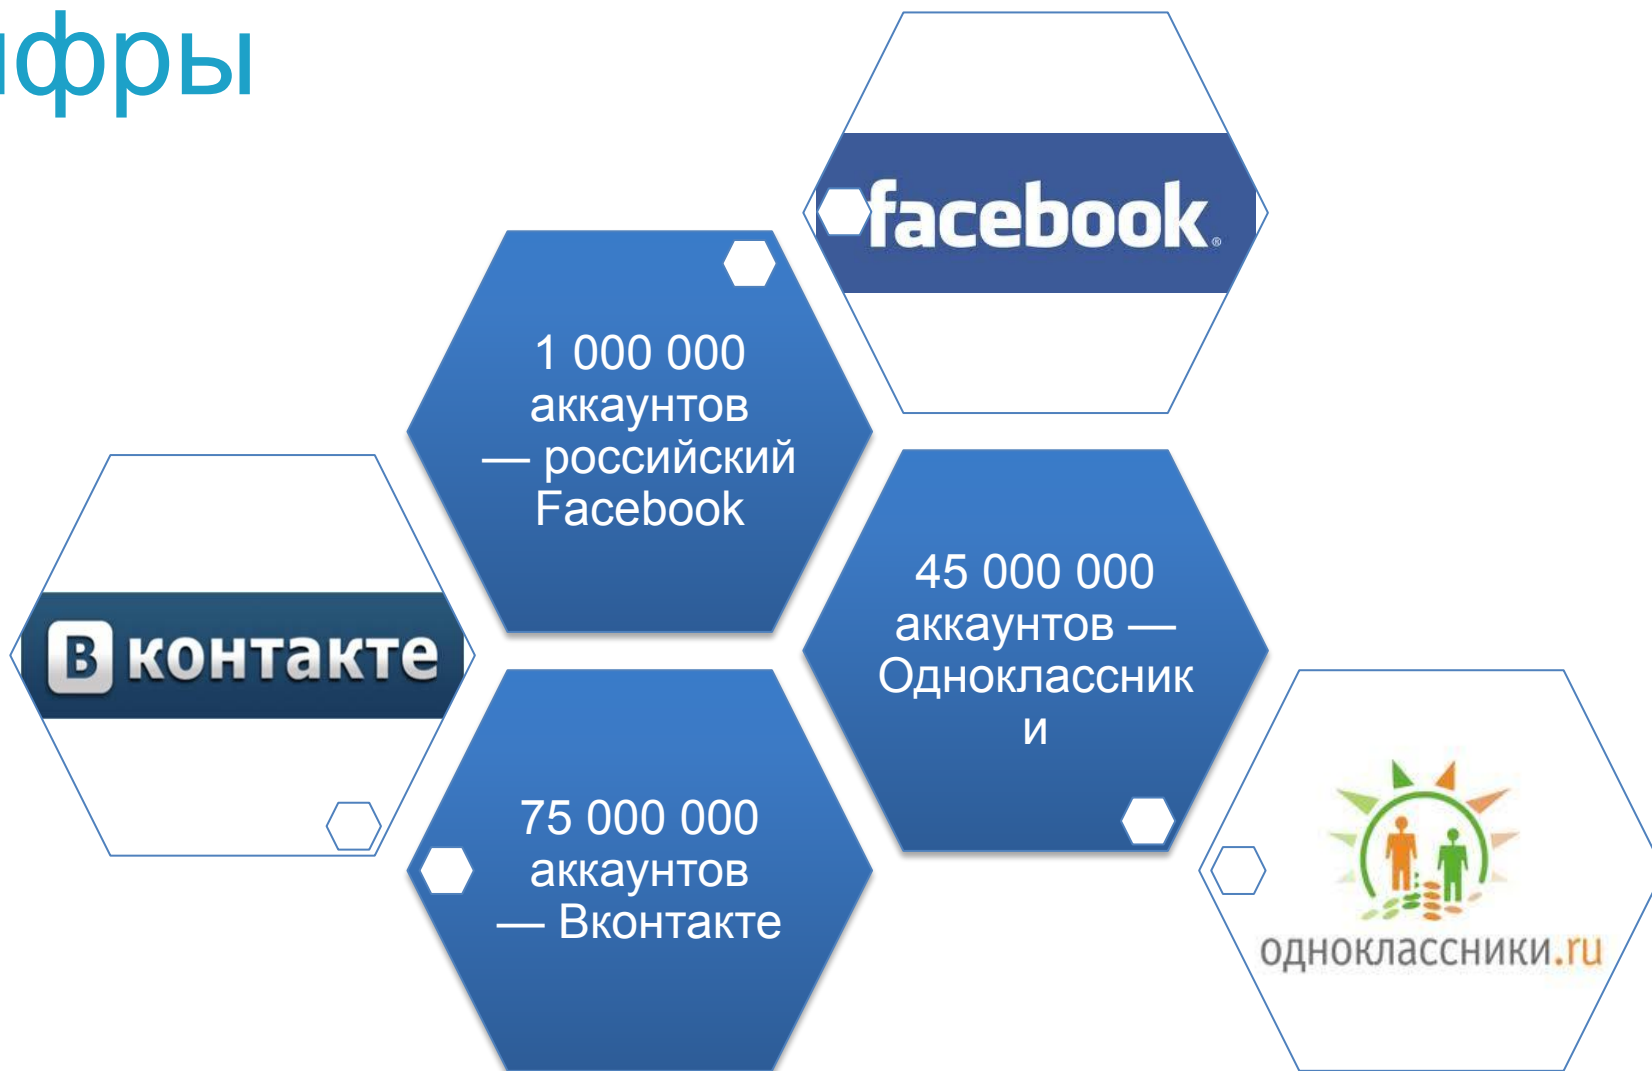 ифры
facebook
1 000 000
аккаунтов
— российский
Facebook
45 000 000
аккаунтов —
Одноклассник
и
В контакте
75 000 000
аккаунтов
— Вконтакте
одноклассники.ru